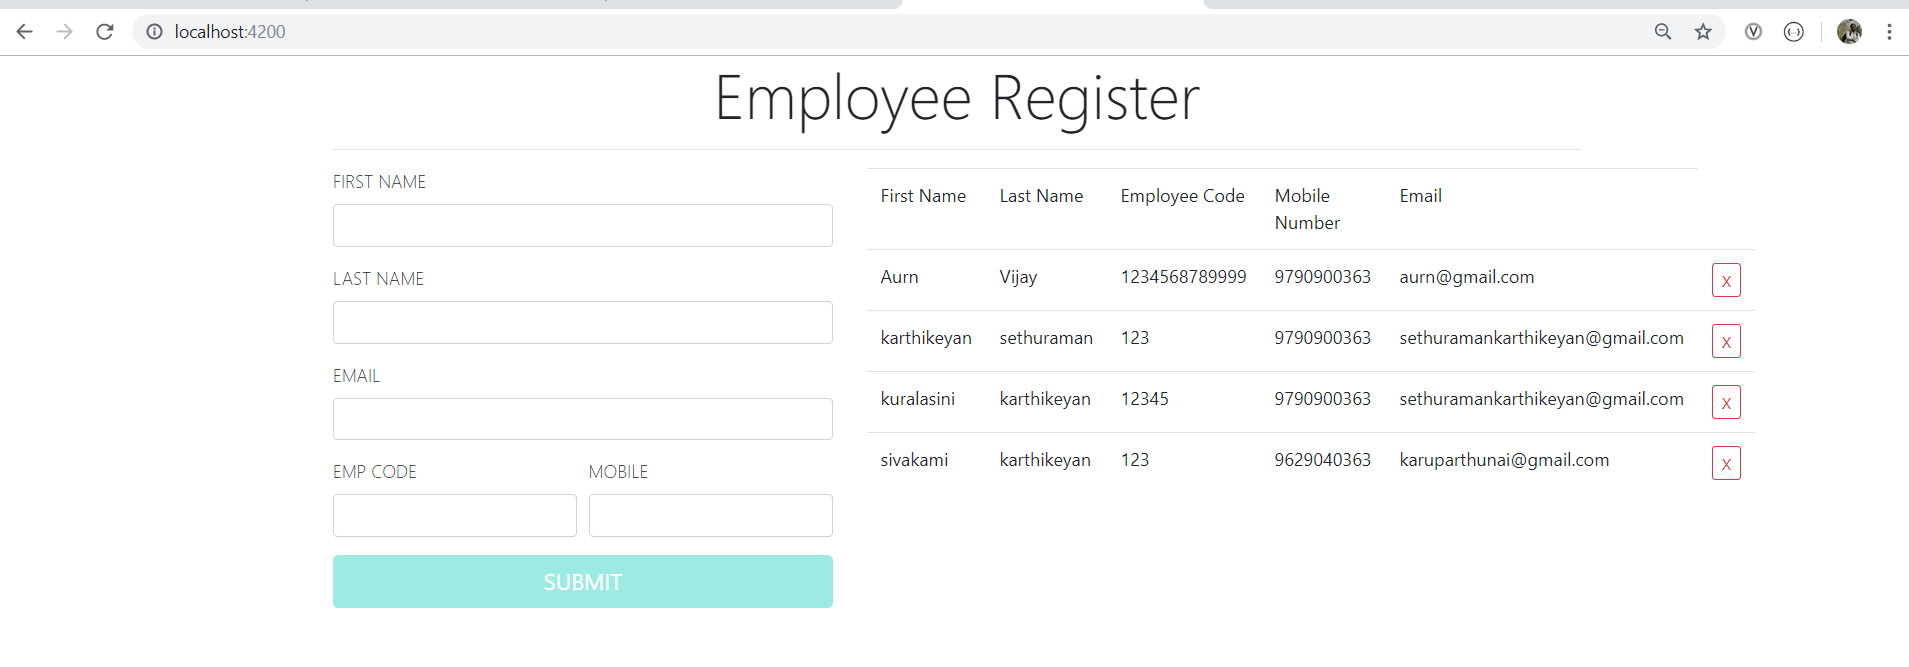 localhost:4200
Employee Register
FIRST NAME
LAST NAME
EMAIL
EMP CODE MOBILE
SUBMIT
First Name Last Name Employee Code Mobile Number Email
Aurn Vijay 1234568789999 9790900363 aurn@gmail.com X
karthikeyan sethuraman 123 9790900363 sethuramankarthikeyan@gmail.com X
kuralasini karthikeyan 12345 9790900363 sethuramankarthikeyan@gmail.com X
sivakami karthikeyan 123 9629040363 karuparthunai@gmail.com X